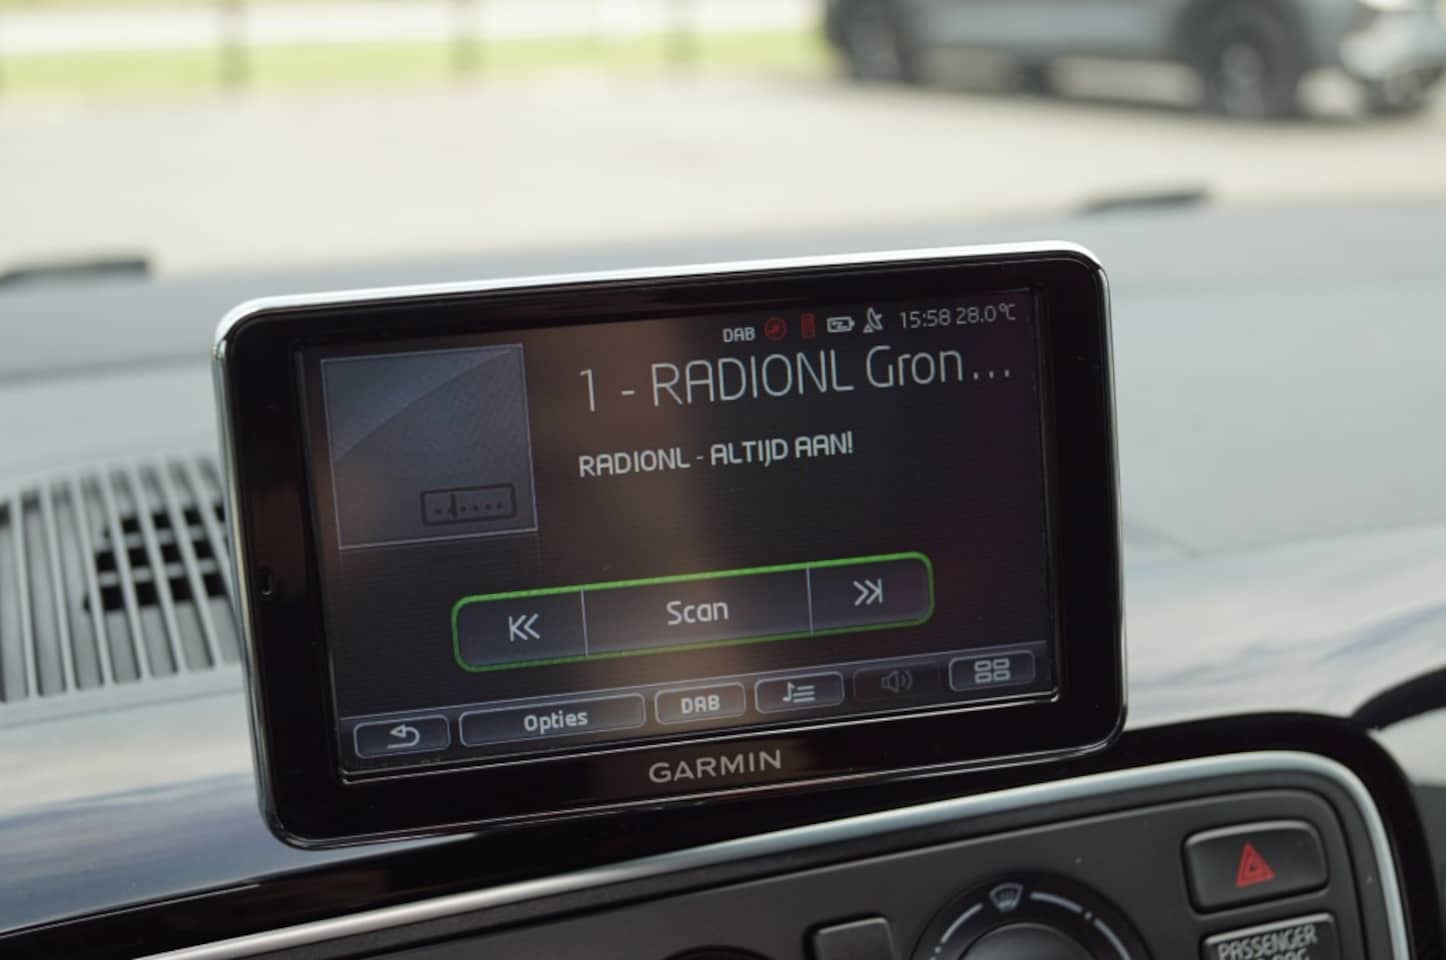 DAB 15:58 28.0°C
1 - RADIONL Gron...
RADIONL - ALTIJD AAN!
Scan
Opties DAB
GARMIN
PASSENGER